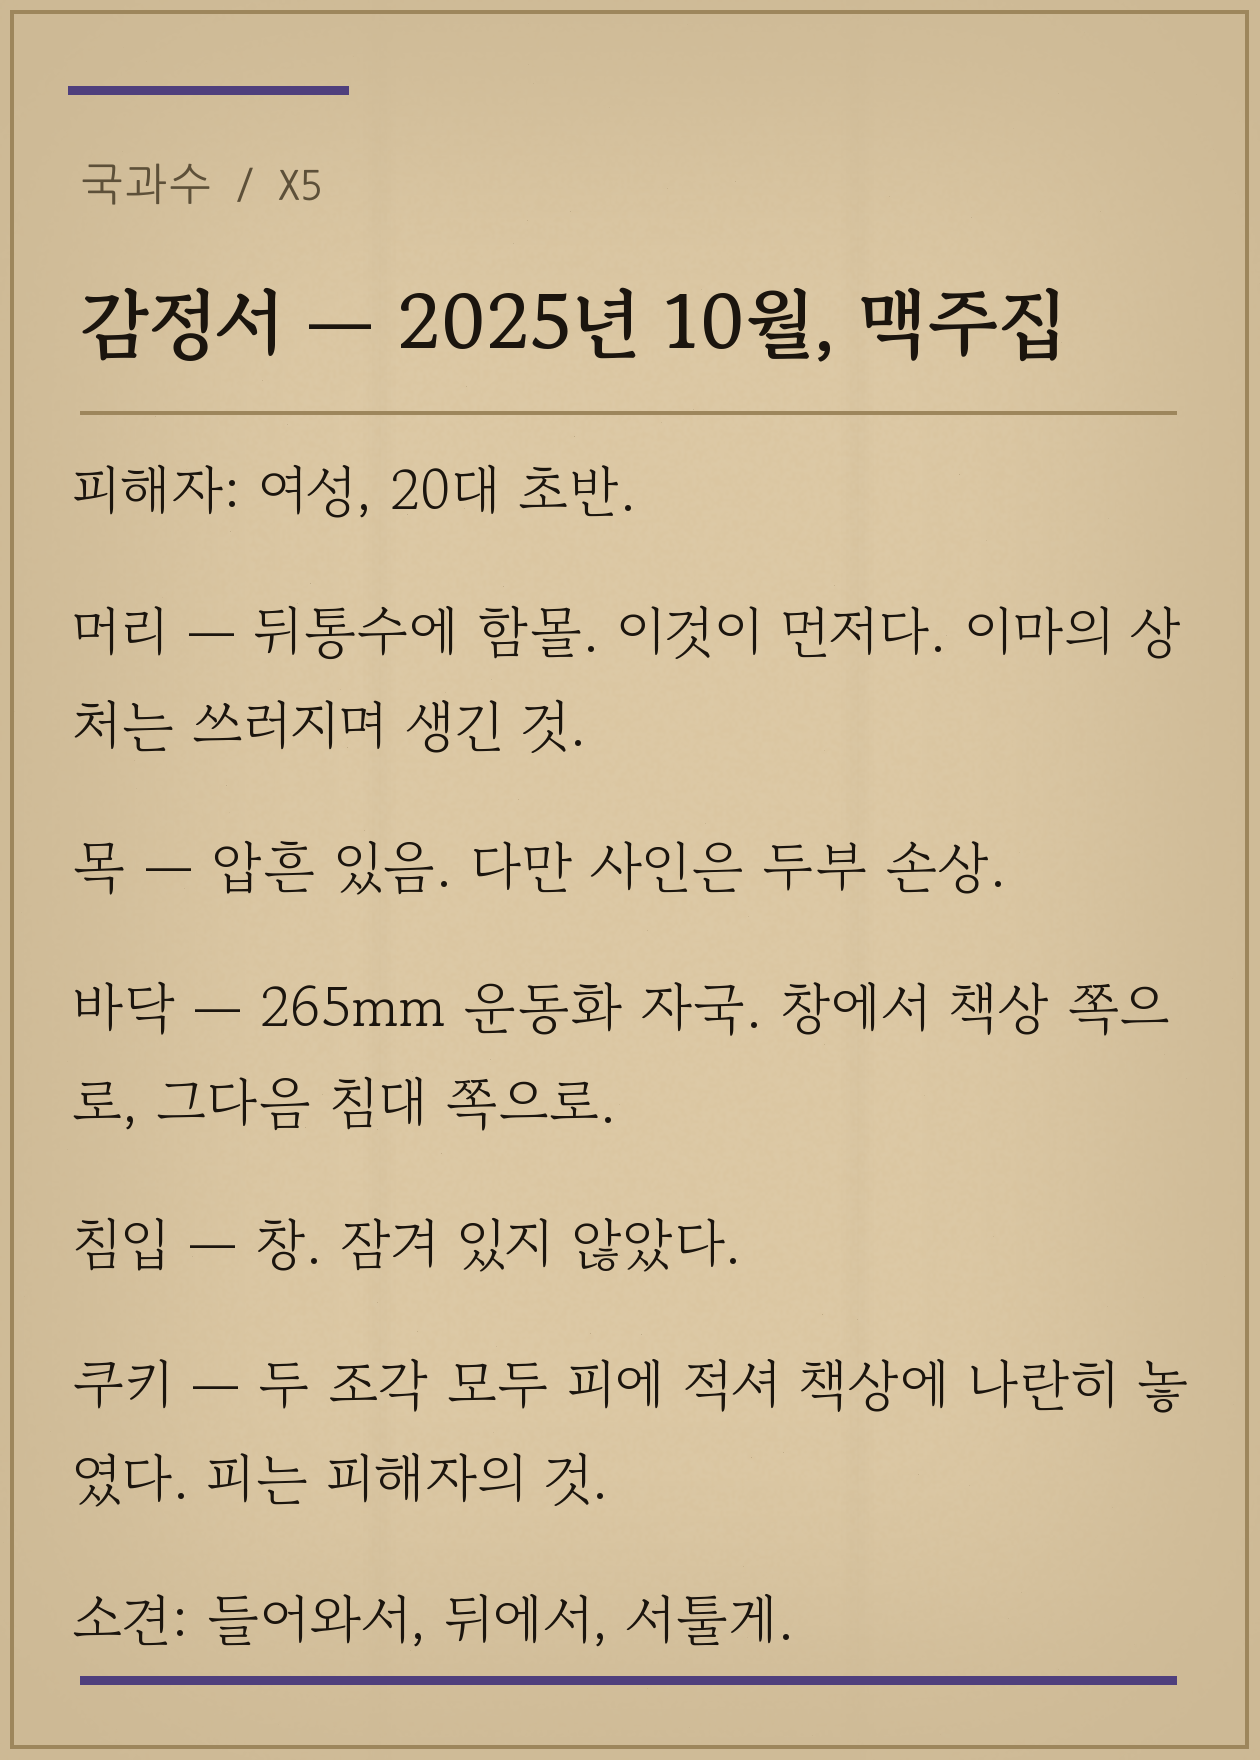 국과수 / X5
감정서 — 2025년 10월, 맥주집
피해자: 여성, 20대 초반.
머리 — 뒤통수에 함몰. 이것이 먼저다. 이마의 상
처는 쓰러지며 생긴 것.
목 — 압흔 있음. 다만 사인은 두부 손상.
바닥 — 265mm 운동화 자국. 창에서 책상 쪽으
로, 그다음 침대 쪽으로.
침입 — 창. 잠겨 있지 않았다.
쿠키 — 두 조각 모두 피에 적셔 책상에 나란히 놓
였다. 피는 피해자의 것.
소견: 들어와서, 뒤에서, 서툴게.